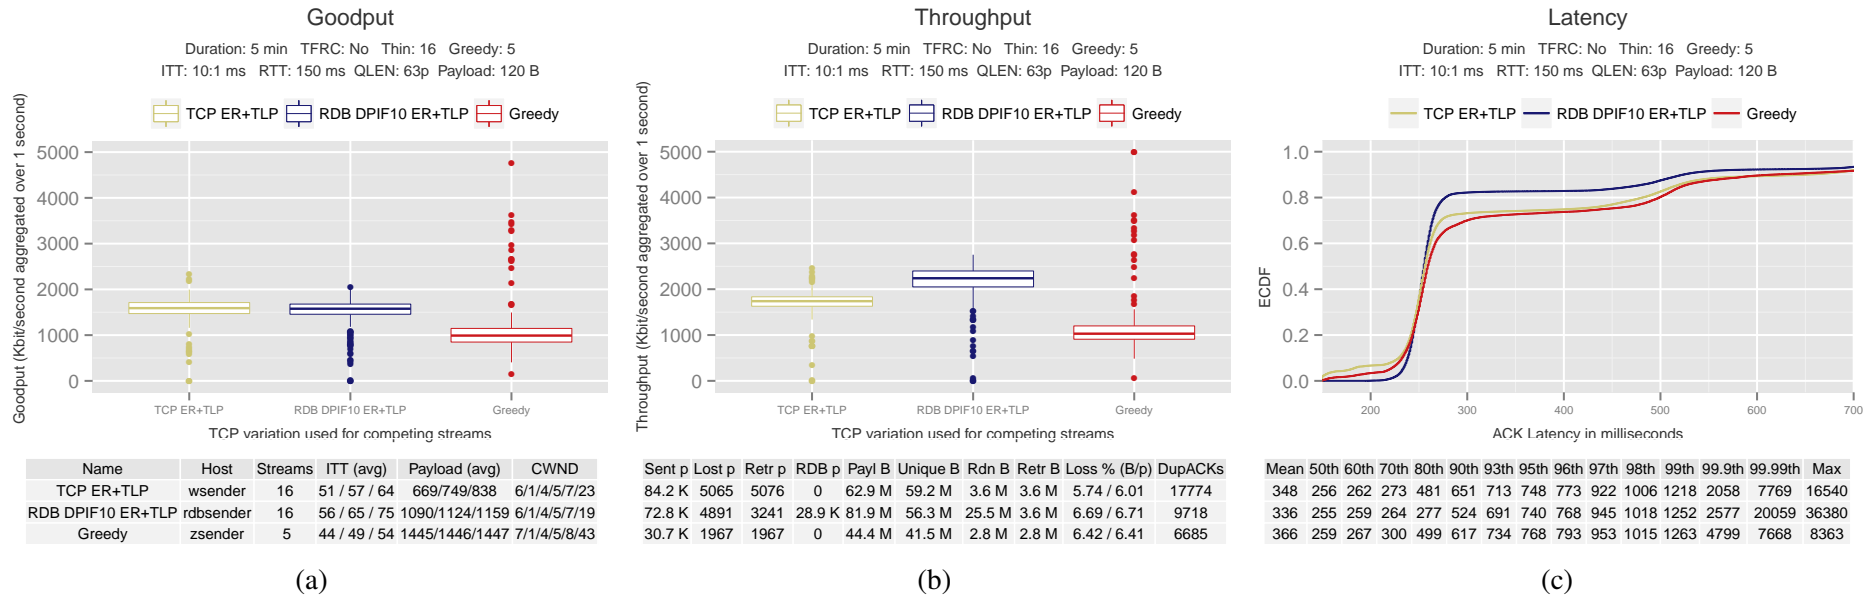 Goodput
Duration: 5 min TFRC: No Thin: 16 Greedy: 5
ITT: 10:1 ms RTT: 150 ms QLEN: 63p Payload: 120 B
TCP ER+TLP RDB DPIF10 ER+TLP Greedy
Goodput (Kbit/second aggregated over 1 second)
5000
4000
3000
2000
1000
0
TCP ER+TLP RDB DPIF10 ER+TLP Greedy
TCP variation used for competing streams
Name Host Streams ITT (avg) Payload (avg) CWND
TCP ER+TLP wsender 16 51 / 57 / 64 669/749/838 6/1/4/5/7/23
RDB DPIF10 ER+TLP rdbsender 16 56 / 65 / 75 1090/1124/1159 6/1/4/5/7/19
Greedy zsender 5 44 / 49 / 54 1445/1446/1447 7/1/4/5/8/43
(a)
Throughput
Duration: 5 min TFRC: No Thin: 16 Greedy: 5
ITT: 10:1 ms RTT: 150 ms QLEN: 63p Payload: 120 B
TCP ER+TLP RDB DPIF10 ER+TLP Greedy
Throughput (Kbit/second aggregated over 1 second)
5000
4000
3000
2000
1000
0
TCP ER+TLP RDB DPIF10 ER+TLP Greedy
TCP variation used for competing streams
Sent p Lost p Retr p RDB p Payl B Unique B Rdn B Retr B Loss % (B/p) DupACKs
84.2 K 5065 5076 0 62.9 M 59.2 M 3.6 M 3.6 M 5.74 / 6.01 17774
72.8 K 4891 3241 28.9 K 81.9 M 56.3 M 25.5 M 3.6 M 6.69 / 6.71 9718
30.7 K 1967 1967 0 44.4 M 41.5 M 2.8 M 2.8 M 6.42 / 6.41 6685
(b)
Latency
Duration: 5 min TFRC: No Thin: 16 Greedy: 5
ITT: 10:1 ms RTT: 150 ms QLEN: 63p Payload: 120 B
TCP ER+TLP RDB DPIF10 ER+TLP Greedy
ECDF
1.0
0.8
0.6
0.4
0.2
0.0
200 300 400 500 600 700
ACK Latency in milliseconds
Mean 50th 60th 70th 80th 90th 93th 95th 96th 97th 98th 99th 99.9th 99.99th Max
348 256 262 273 481 651 713 748 773 922 1006 1218 2058 7769 16540
336 255 259 264 277 524 691 740 768 945 1018 1252 2577 20059 36380
366 259 267 300 499 617 734 768 793 953 1015 1263 4799 7668 8363
(c)